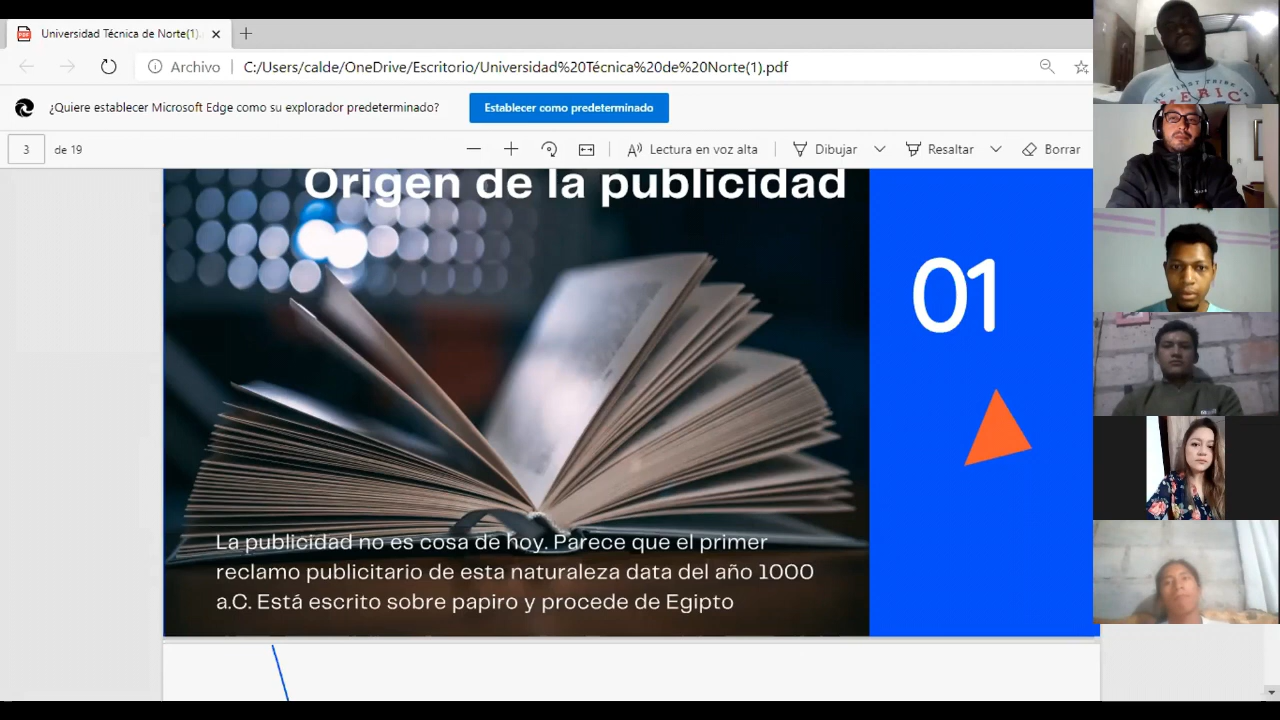 Universidad Técnica de Norte(1).
Archivo
C:/Users/calde/OneDrive/Escritorio/Universidad%20Técnica%20de%20Norte(1).pdf
¿Quiere establecer Microsoft Edge como su explorador predeterminado?
Establecer como predeterminado
3 de 19
Lectura en voz alta
Dibujar
Resaltar
Borrar
Origen de la publicidad
01
La publicidad no es cosa de hoy. Parece que el primer
reclamo publicitario de esta naturaleza data del año 1000
a.C. Está escrito sobre papiro y procede de Egipto